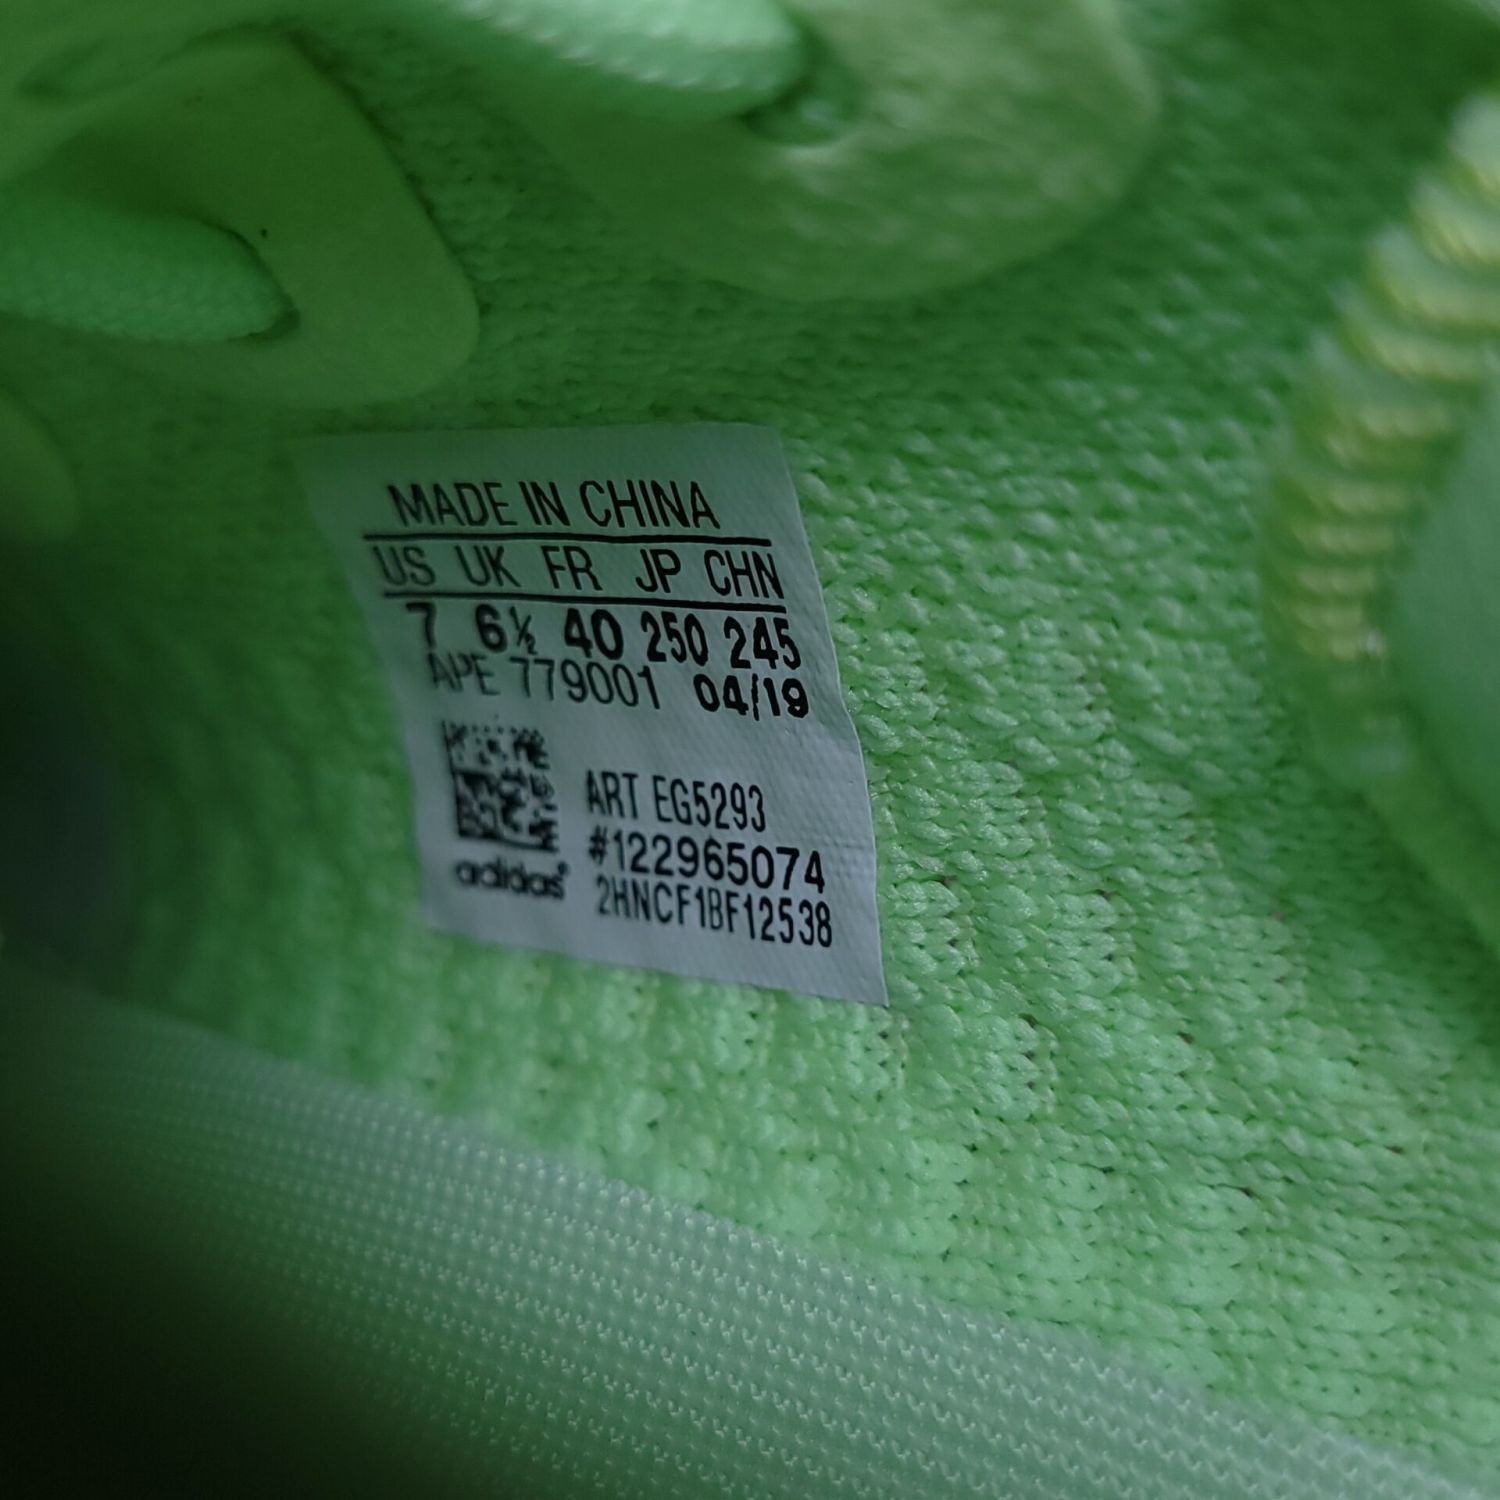 MADE IN CHINA
US UK FR JP CHN
7 6½ 40 250 245
APE 779001 04/19
ART EG5293
#122965074
adidas®
2HNCF1BF12538